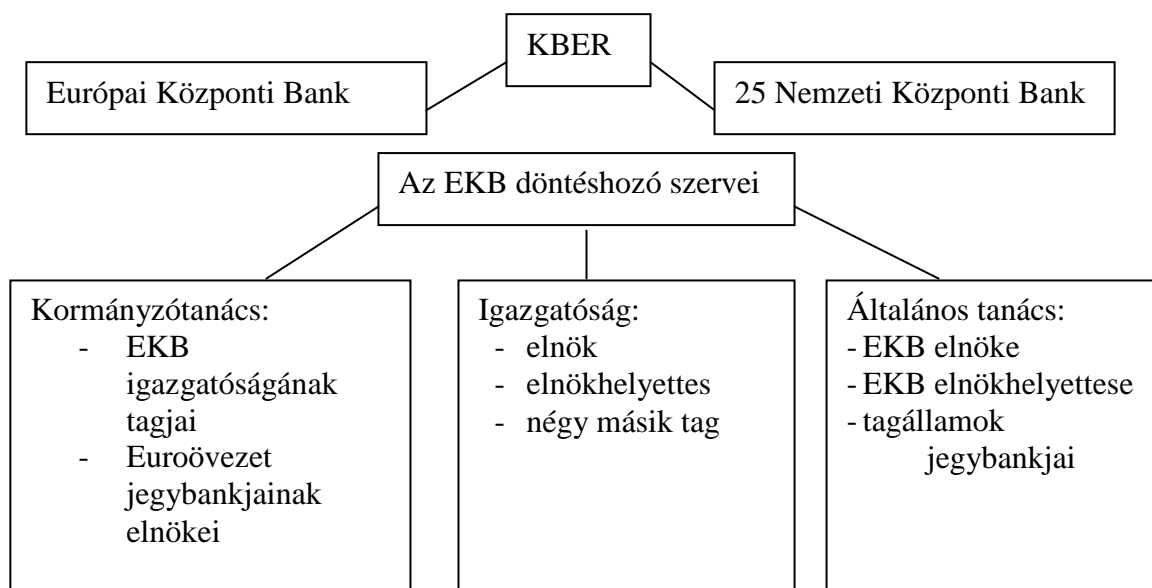 KBER
Európai Központi Bank
25 Nemzeti Központi Bank
Az EKB döntéshozó szervei
Kormányzótanács:
- EKB
igazgatóságának
tagjai
- Euroövezet
jegybankjainak
elnökei
Igazgatóság:
- elnök
- elnökhelyettes
- négy másik tag
Általános tanács:
- EKB elnöke
- EKB elnökhelyettese
- tagállamok
jegybankjai